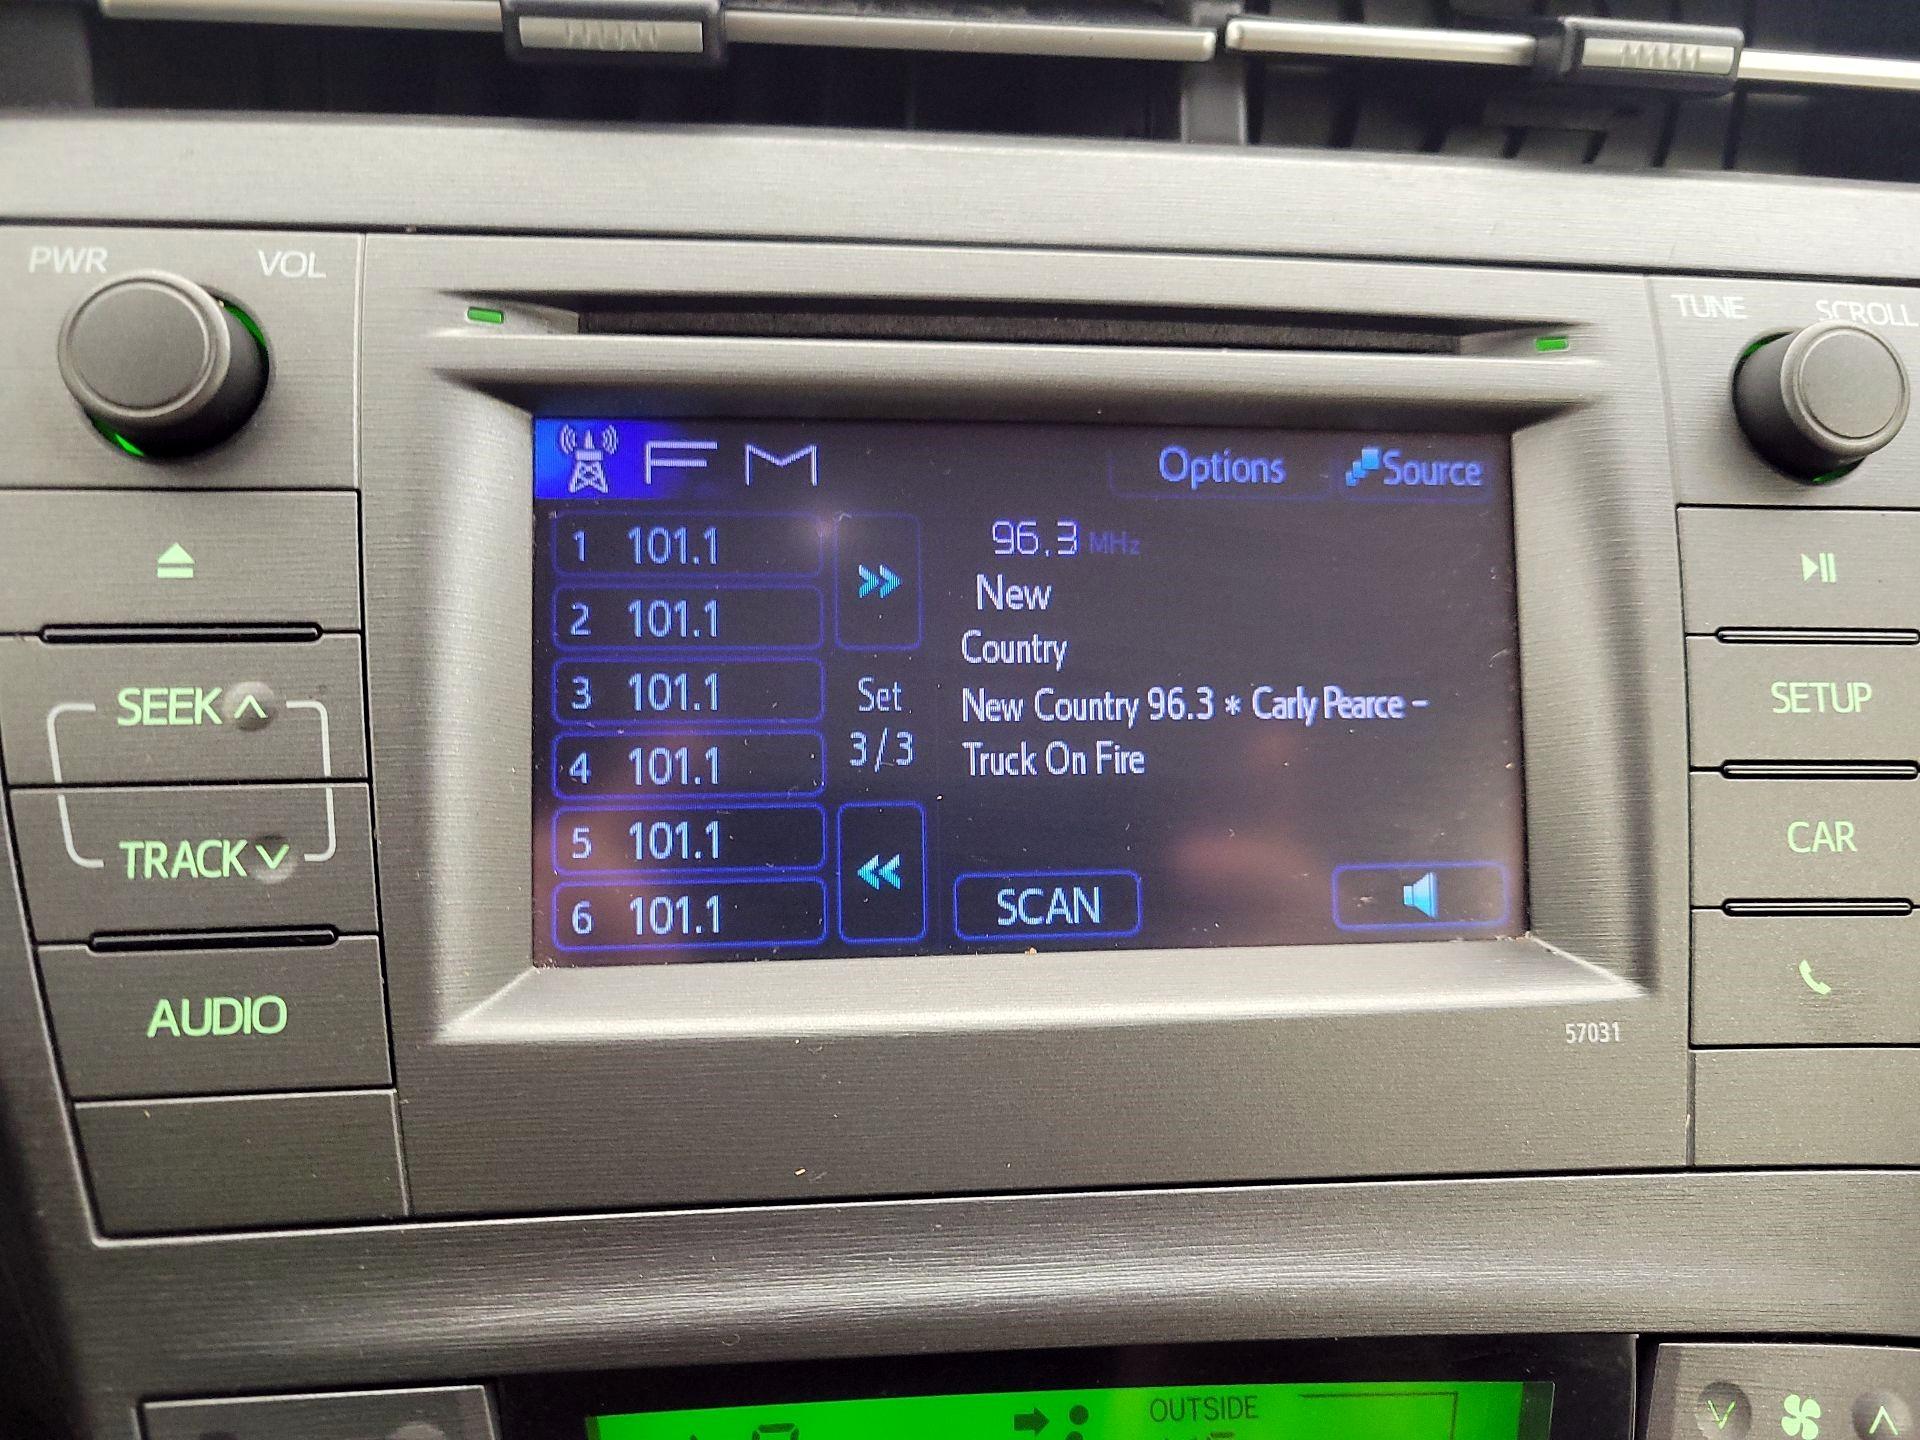 PWR VOL
TUNE SCROLL
FM Options Source
1 101.1
2 101.1
3 101.1
4 101.1
5 101.1
6 101.1
Set
3/3
96.3 MHz
New
Country
New Country 96.3 * Carly Pearce -
Truck On Fire
SCAN
SEEK
TRACK
AUDIO
SETUP
CAR
57031
OUTSIDE